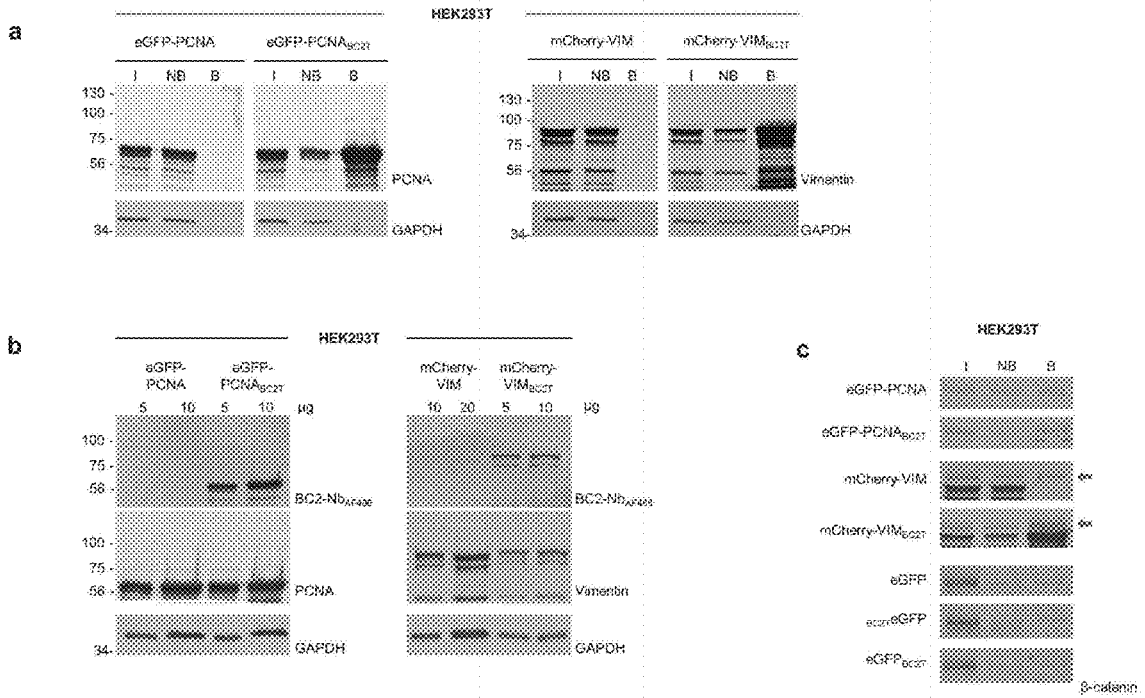 HEK293T
a
eGFP-PCNA eGFP-PCNABC2T mCherry-VIM mCherry-VIMBC2T
I NB B I NB B I NB B I NB B
130 -
100 -
75 -
56 -
PCNA
34-
GAPDH
130 -
100 -
75 -
56 -
Vimentin
34-
GAPDH
b
HEK293T
eGFP-PCNA eGFP-PCNABC2T mCherry-VIM mCherry-VIMBC2T
5 10 5 10 µg 10 20 5 10 µg
100 -
75 -
56 -
BC2-NbAF488 BC2-NbAF488
100 -
75 -
56 -
PCNA Vimentin
34-
GAPDH GAPDH
c
HEK293T
I NB B
eGFP-PCNA
eGFP-PCNABC2T
mCherry-VIM
mCherry-VIMBC2T
eGFP
BC2TeGFP
eGFPBC2T
β-catenin